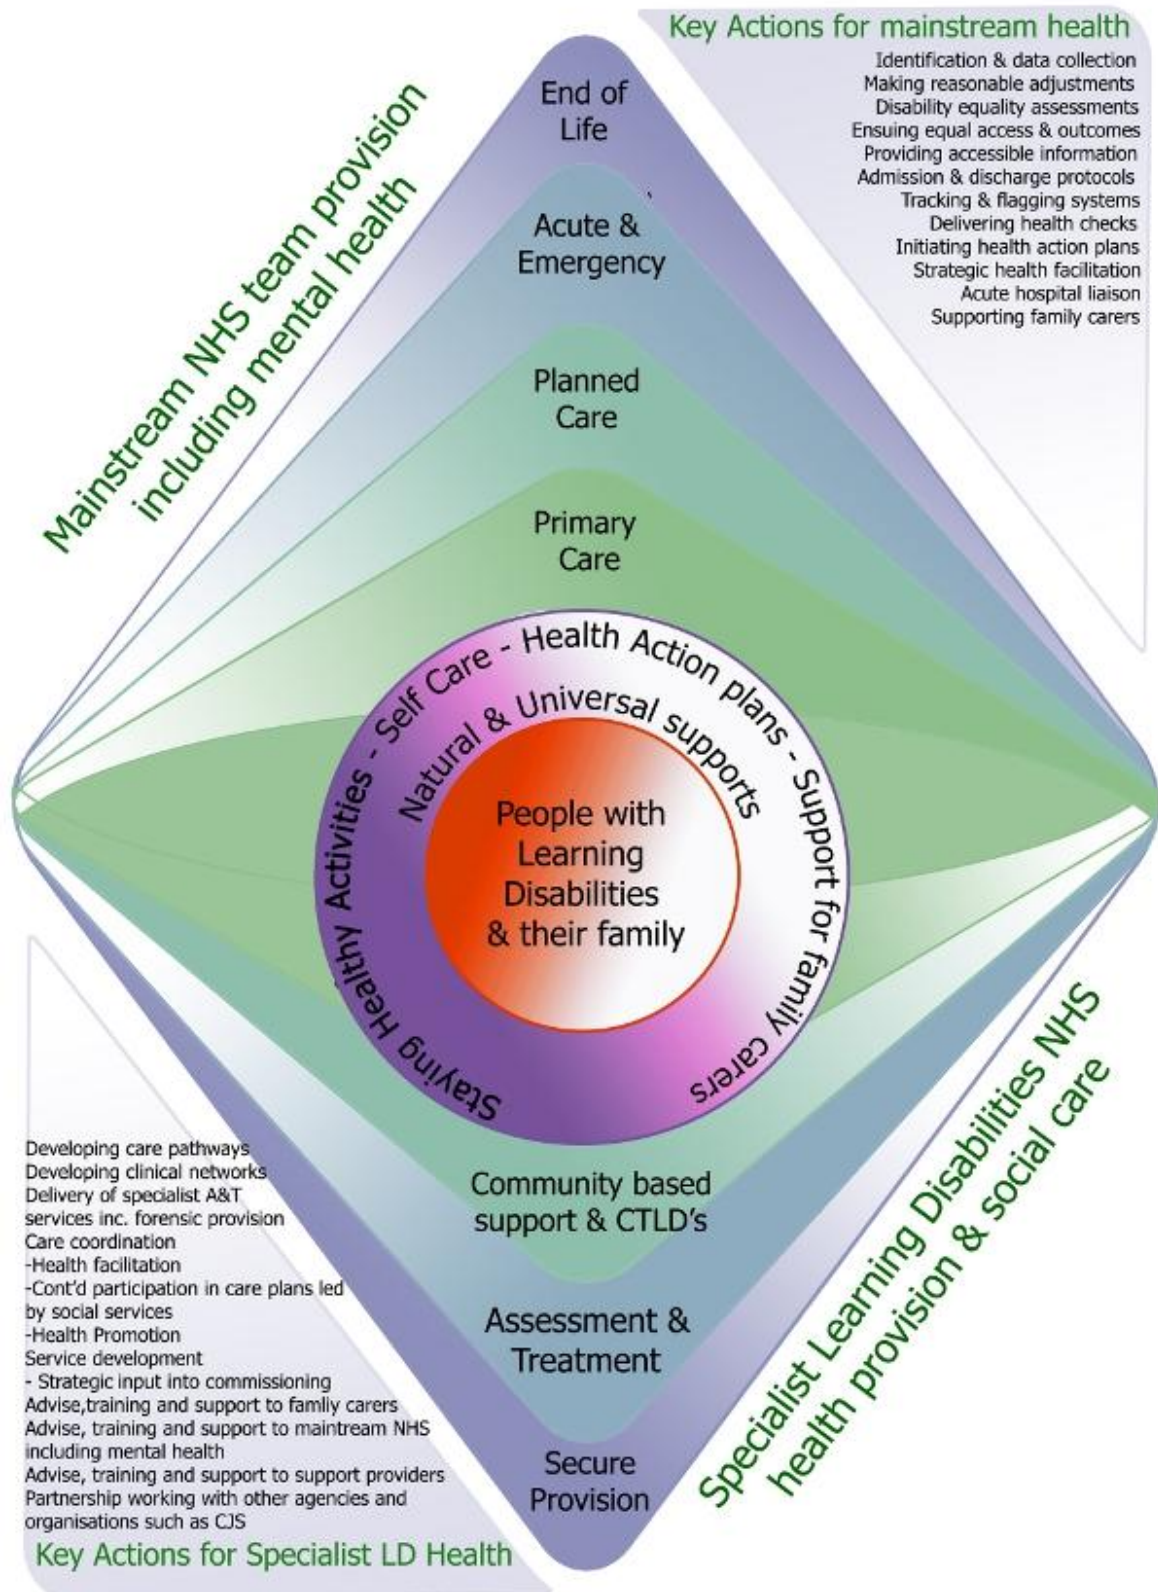 Key Actions for mainstream health
Identification & data collection
Making reasonable adjustments
Disability equality assessments
Ensuing equal access & outcomes
Providing accessible information
Admission & discharge protocols
Tracking & flagging systems
Delivering health checks
Initiating health action plans
Strategic health facilitation
Acute hospital liaison
Supporting family carers
Mainstream NHS team provision
including mental health
End of
Life
Acute &
Emergency
Planned
Care
Primary
Care
Staying Healthy Activities - Self Care - Health Action plans - Support for family carers
Natural & Universal supports
People with
Learning
Disabilities
& their family
Community based
support & CTLD's
Assessment &
Treatment
Secure
Provision
Specialist Learning Disabilities NHS
health provision & social care
Developing care pathways
Developing clinical networks
Delivery of specialist A&T
services inc. forensic provision
Care coordination
-Health facilitation
-Cont'd participation in care plans led
by social services
-Health Promotion
Service development
- Strategic input into commissioning
Advise,training and support to famliy carers
Advise, training and support to maintream NHS
including mental health
Advise, training and support to support providers
Partnership working with other agencies and
organisations such as CJS
Key Actions for Specialist LD Health